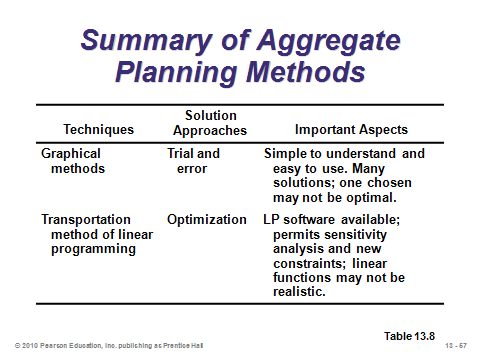 Summary of Aggregate
Planning Methods
Techniques
Solution
Approaches
Important Aspects
Graphical
methods
Trial and
error
Simple to understand and
easy to use. Many
solutions; one chosen
may not be optimal.
Transportation
method of linear
programming
Optimization
LP software available;
permits sensitivity
analysis and new
constraints; linear
functions may not be
realistic.
Table 13.8
© 2010 Pearson Education, Inc. publishing as Prentice Hall
13 - 67